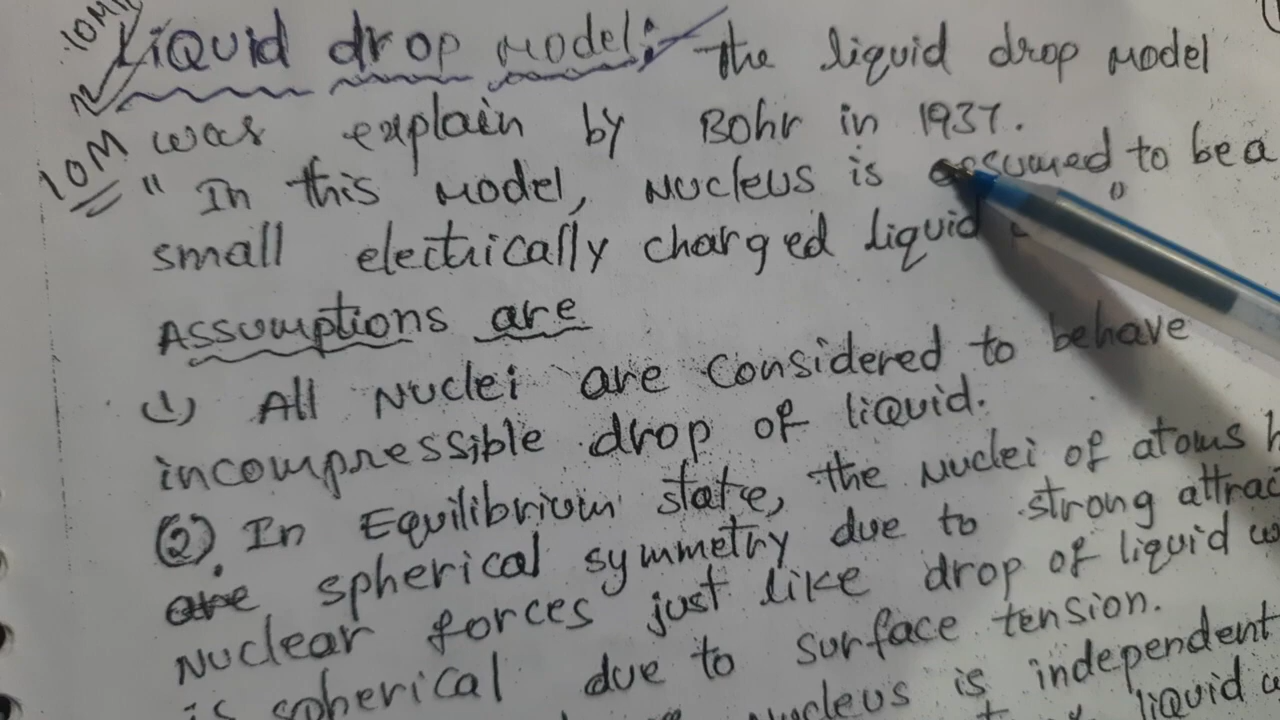 10M
Liquid drop model:- The liquid drop model
10M was explain by Bohr in 1937.
" In this model, Nucleus is assumed to be a
small electrically charged liquid "
Assumptions are
(1) All Nuclei are considered to behave
incompressible drop of liquid.
(2). In Equilibrium state, the nuclei of atoms
spherical symmetry due to strong
Nuclear forces just like drop of liquid
is spherical due to surface tension.
nucleus is independent
liquid